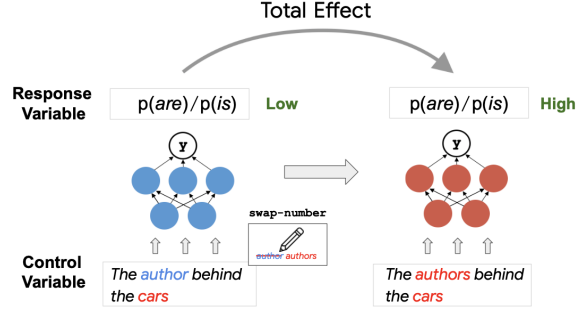 Total Effect
Response
Variable
p(are)/p(is)
Low
p(are)/p(is)
High
y
y
swap-number
author authors
Control
Variable
The author behind
the cars
The authors behind
the cars